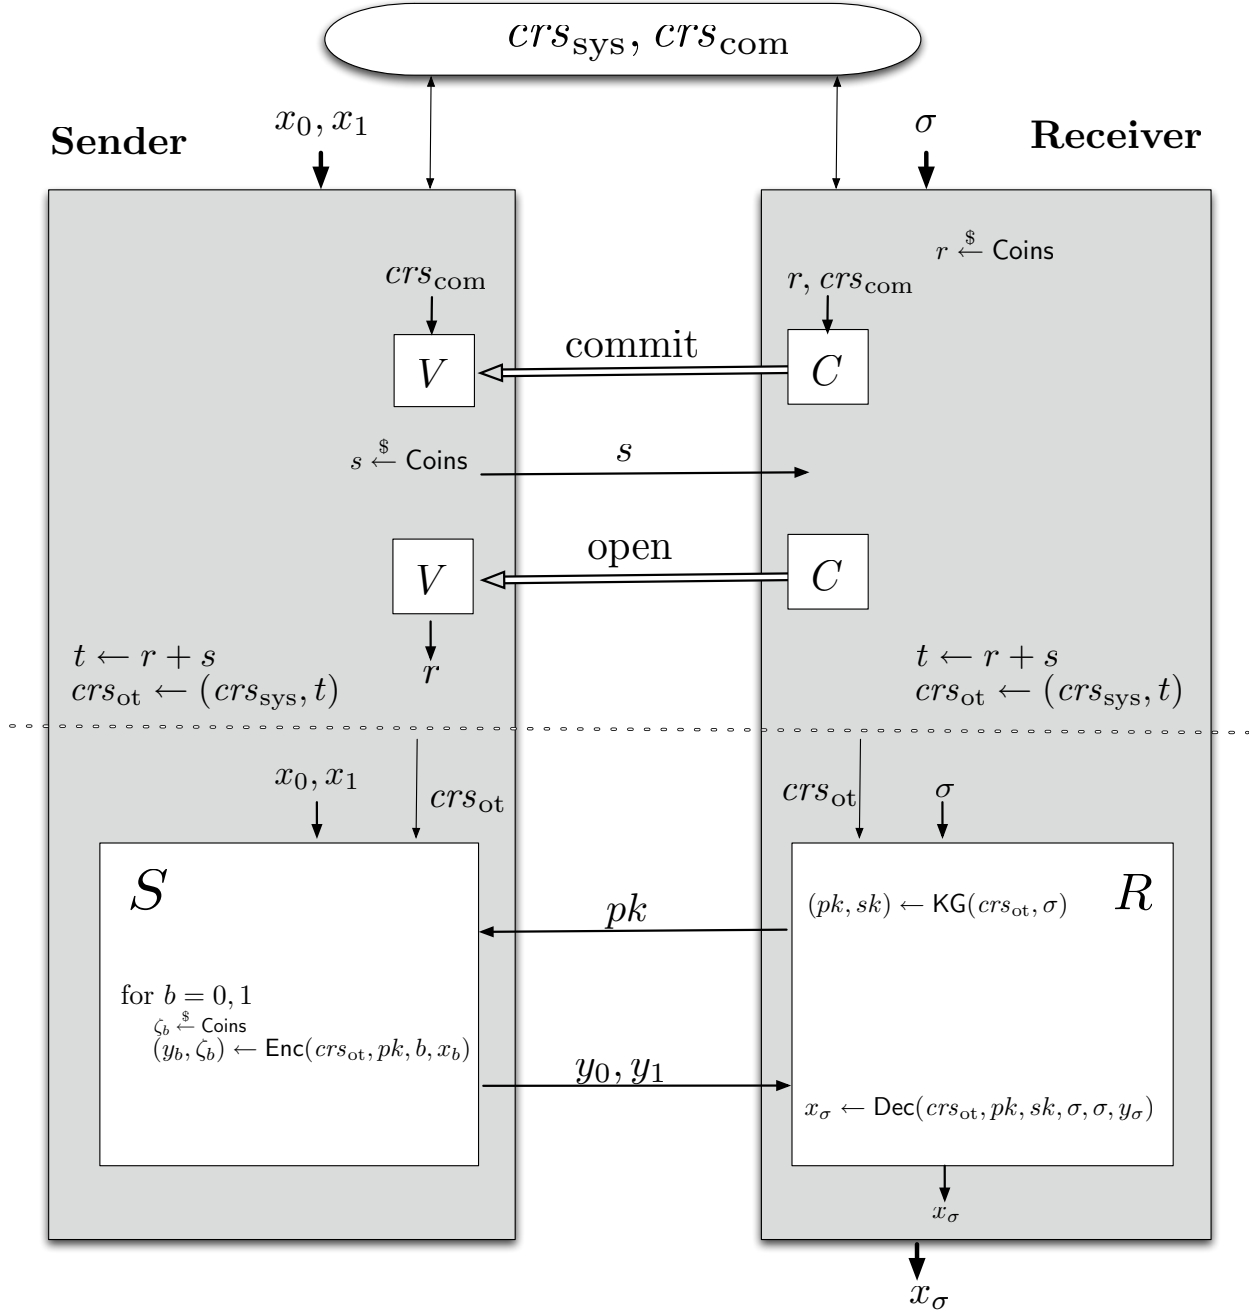 crs_sys, crs_com
x_0, x_1
σ
Sender
Receiver
r ←$ Coins
crs_com
r, crs_com
commit
V
C
s ←$ Coins
s
open
V
C
r
t ← r + s
crs_ot ← (crs_sys, t)
t ← r + s
crs_ot ← (crs_sys, t)
x_0, x_1
crs_ot
crs_ot
σ
S
R
(pk, sk) ← KG(crs_ot, σ)
pk
for b = 0, 1
ζ_b ←$ Coins
(y_b, ζ_b) ← Enc(crs_ot, pk, b, x_b)
y_0, y_1
x_σ ← Dec(crs_ot, pk, sk, σ, σ, y_σ)
x_σ
x_σ